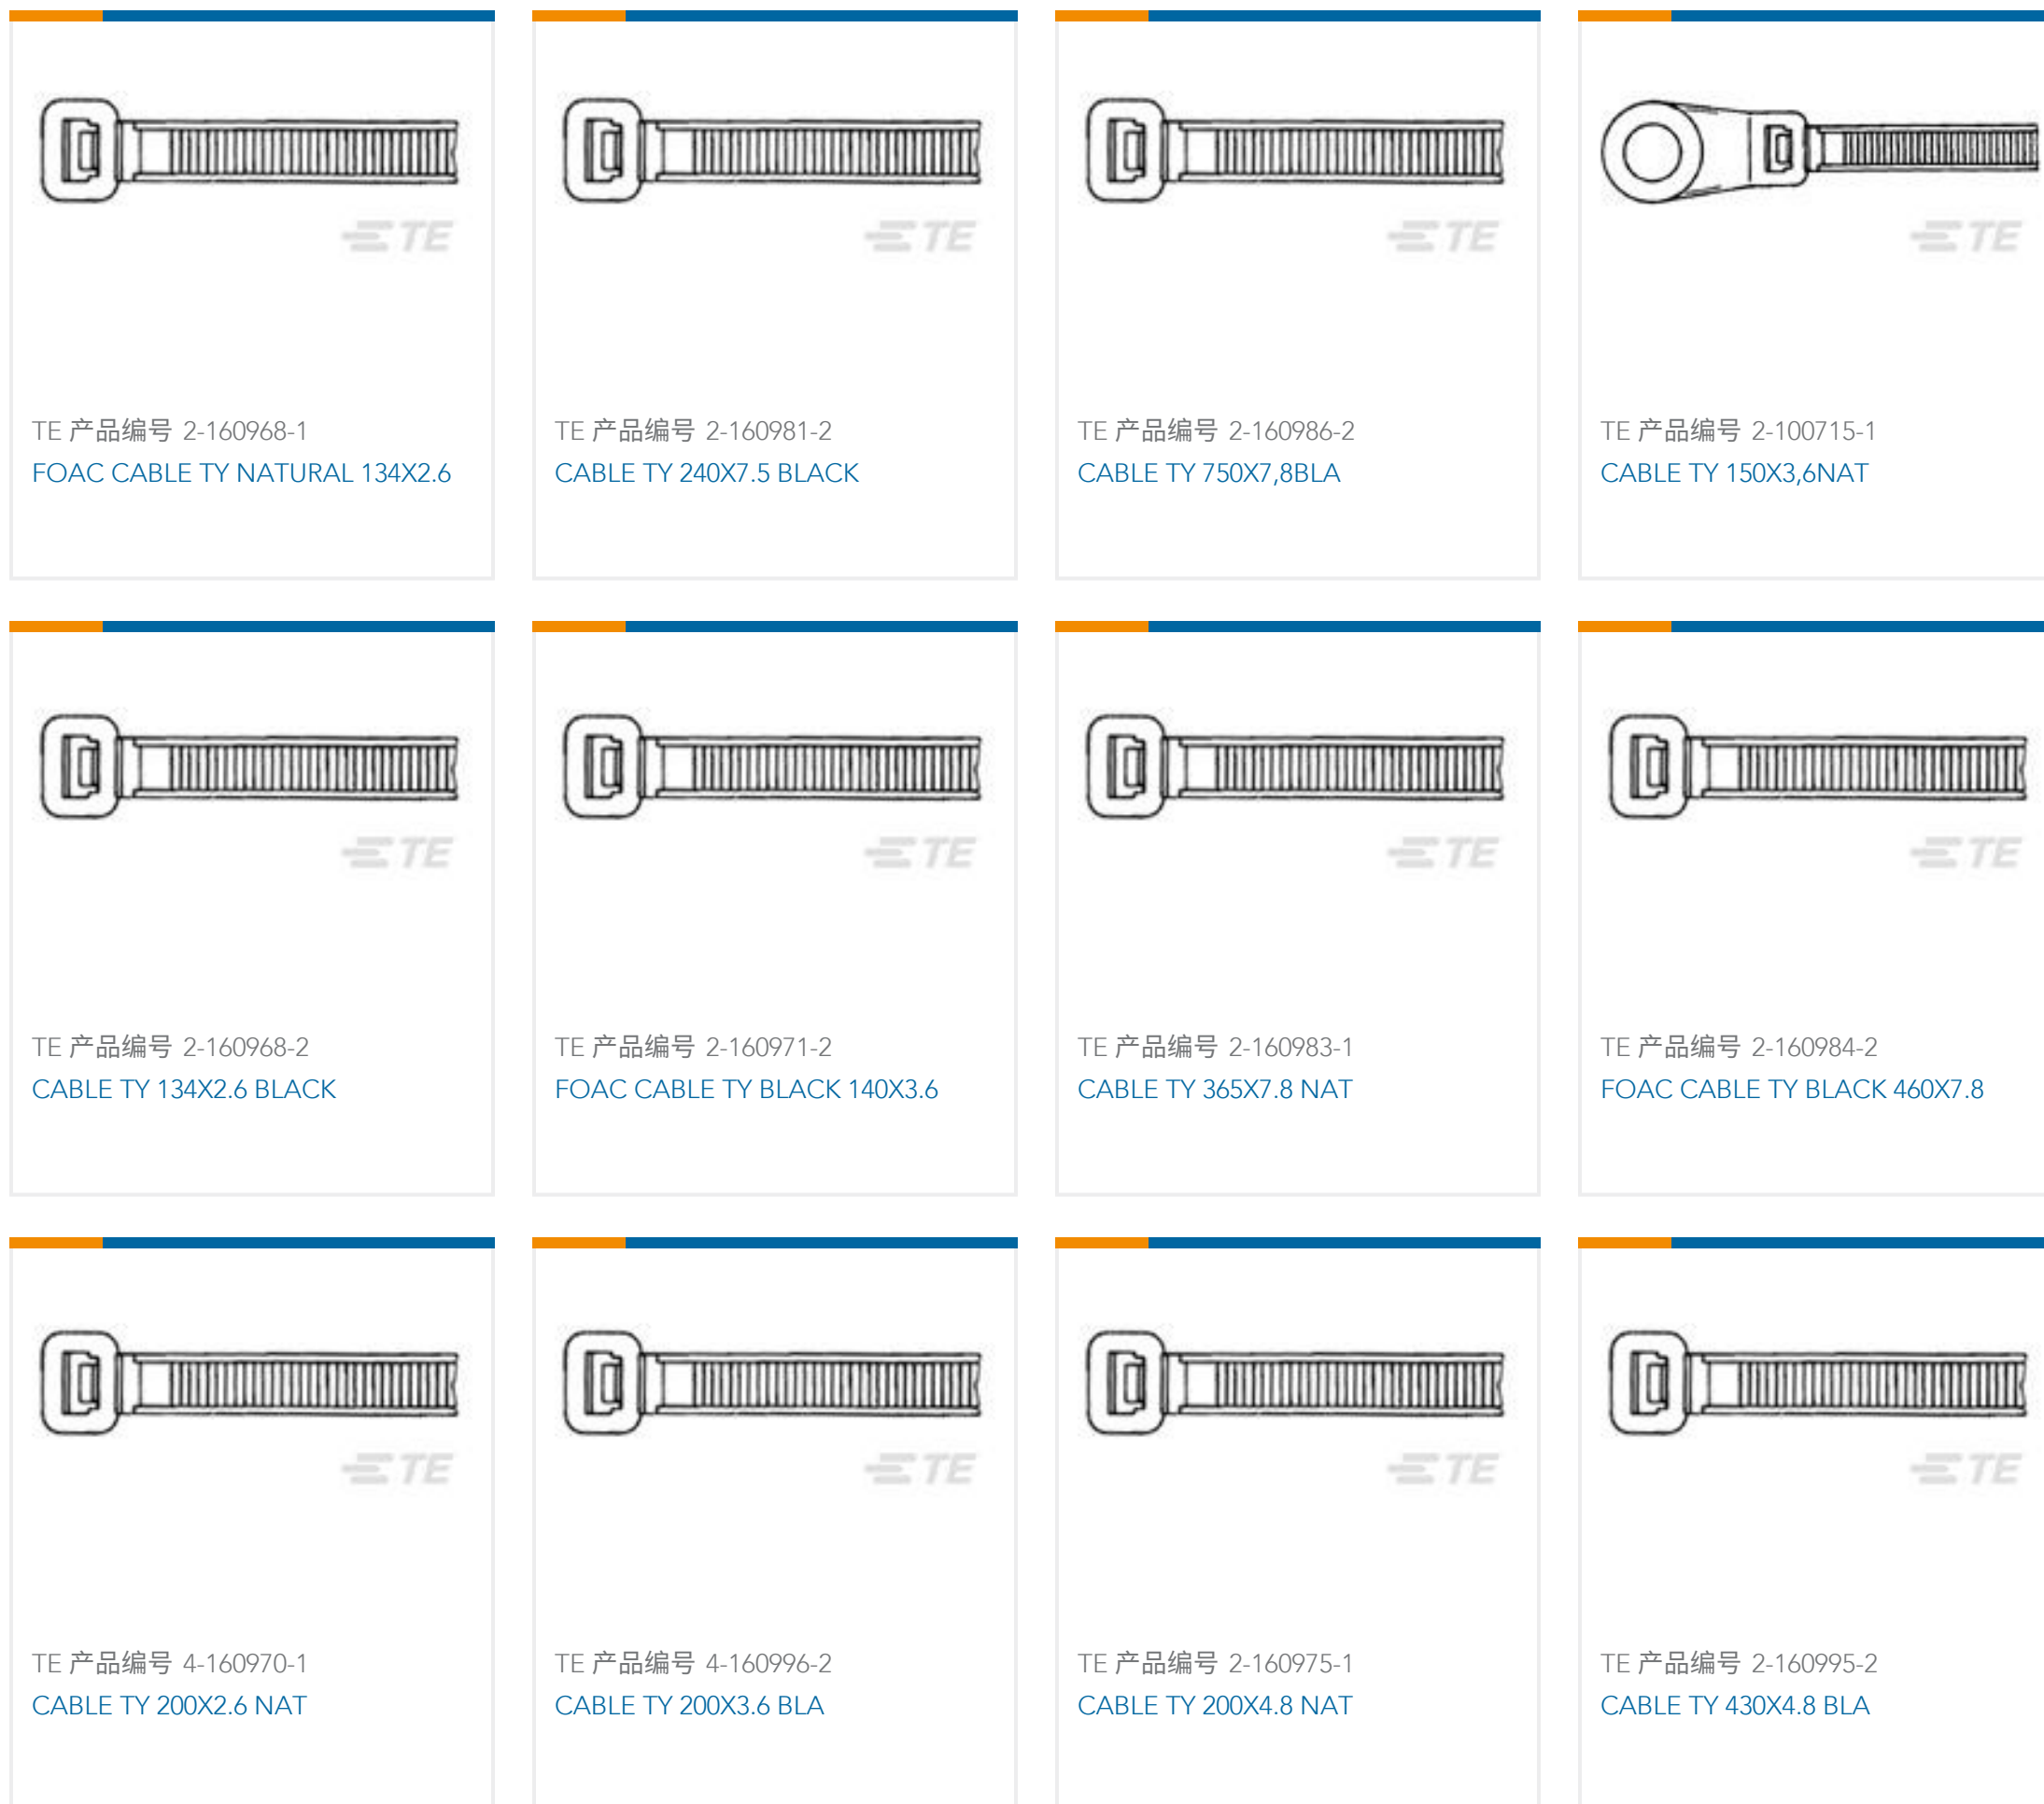 TE
TE
TE
TE
TE 产品编号 2-160968-1
FOAC CABLE TY NATURAL 134X2.6
TE 产品编号 2-160981-2
CABLE TY 240X7.5 BLACK
TE 产品编号 2-160986-2
CABLE TY 750X7,8BLA
TE 产品编号 2-100715-1
CABLE TY 150X3,6NAT
TE
TE
TE
TE
TE 产品编号 2-160968-2
CABLE TY 134X2.6 BLACK
TE 产品编号 2-160971-2
FOAC CABLE TY BLACK 140X3.6
TE 产品编号 2-160983-1
CABLE TY 365X7.8 NAT
TE 产品编号 2-160984-2
FOAC CABLE TY BLACK 460X7.8
TE
TE
TE
TE
TE 产品编号 4-160970-1
CABLE TY 200X2.6 NAT
TE 产品编号 4-160996-2
CABLE TY 200X3.6 BLA
TE 产品编号 2-160975-1
CABLE TY 200X4.8 NAT
TE 产品编号 2-160995-2
CABLE TY 430X4.8 BLA